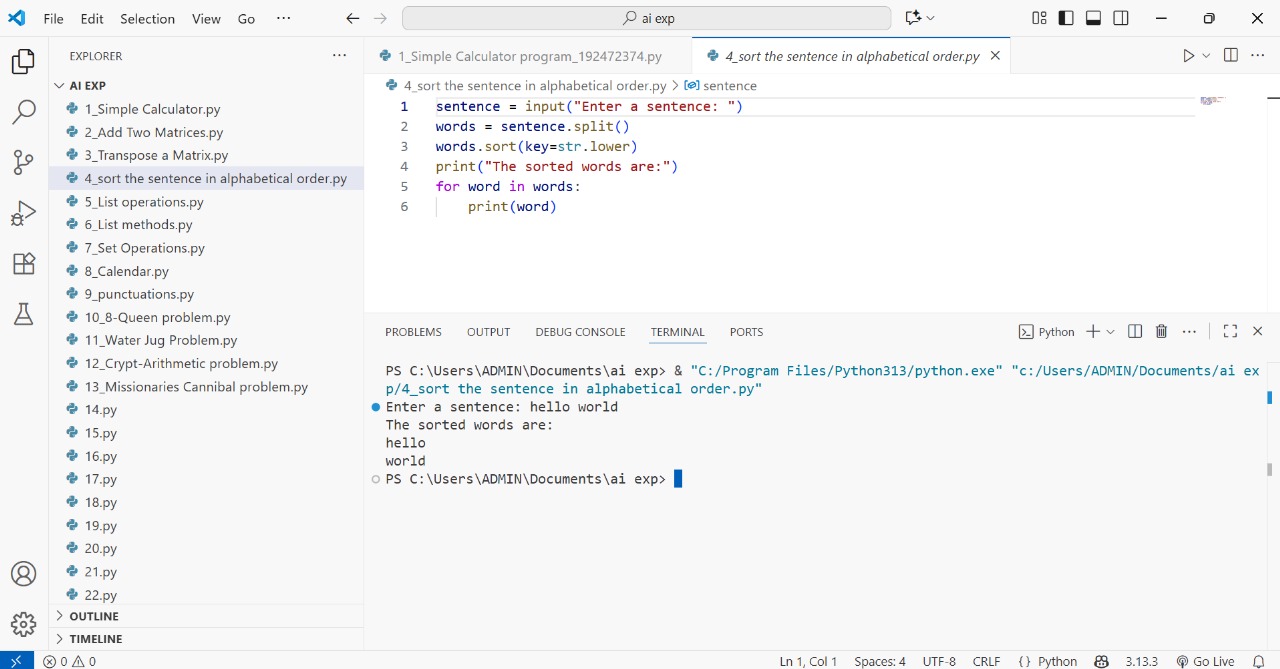 File Edit Selection View Go ··· ai exp
EXPLORER ···
AI EXP
1_Simple Calculator.py
2_Add Two Matrices.py
3_Transpose a Matrix.py
4_sort the sentence in alphabetical order.py
5_List operations.py
6_List methods.py
7_Set Operations.py
8_Calendar.py
9_punctuations.py
10_8-Queen problem.py
11_Water Jug Problem.py
12_Crypt-Arithmetic problem.py
13_Missionaries Cannibal problem.py
14.py
15.py
16.py
17.py
18.py
19.py
20.py
21.py
22.py
OUTLINE
TIMELINE
1_Simple Calculator program_192472374.py 4_sort the sentence in alphabetical order.py
4_sort the sentence in alphabetical order.py > sentence
1 sentence = input("Enter a sentence: ")
2 words = sentence.split()
3 words.sort(key=str.lower)
4 print("The sorted words are:")
5 for word in words:
6     print(word)
PROBLEMS OUTPUT DEBUG CONSOLE TERMINAL PORTS Python
PS C:\Users\ADMIN\Documents\ai exp> & "C:/Program Files/Python313/python.exe" "c:/Users/ADMIN/Documents/ai ex
p/4_sort the sentence in alphabetical order.py"
Enter a sentence: hello world
The sorted words are:
hello
world
PS C:\Users\ADMIN\Documents\ai exp>
0 0 Ln 1, Col 1 Spaces: 4 UTF-8 CRLF {} Python 3.13.3 Go Live